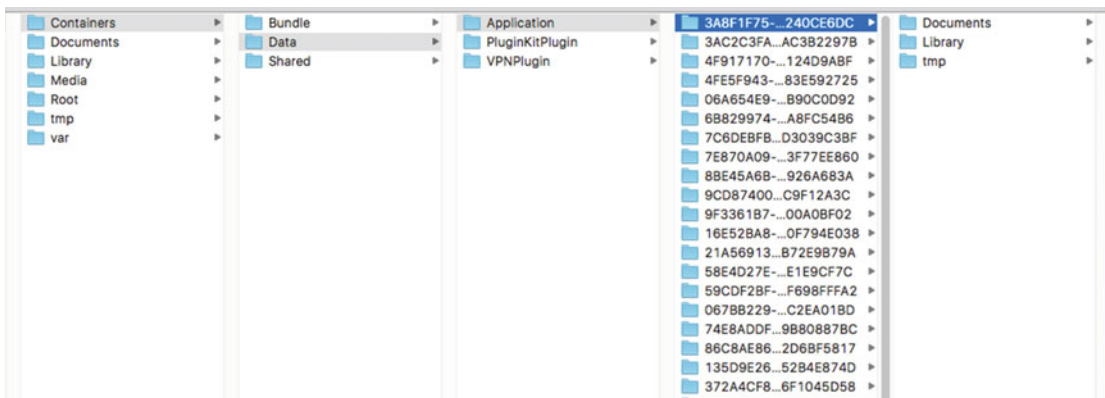 Containers
Documents
Library
Media
Root
tmp
var
Bundle
Data
Shared
Application
PluginKitPlugin
VPNPlugin
3A8F1F75-...240CE6DC
3AC2C3FA...AC3B2297B
4F917170-...124D9ABF
4FE5F943-...83E592725
06A654E9-...B90C0D92
6B829974-...A8FC54B6
7C6DEBFB...D3039C3BF
7E870A09-...3F77EE860
8BE45A6B-...926A683A
9CD87400...C9F12A3C
9F3361B7-...00A0BF02
16E52BA8-...0F794E038
21A56913...B72E9B79A
58E4D27E-...E1E9CF7C
59CDF2BF-...F698FFFA2
067BB229-...C2EA01BD
74E8ADDF...9B80887BC
86C8AE86...2D6BF5817
135D9E26...52B4E874D
372A4CF8...6F1045D58
Documents
Library
tmp